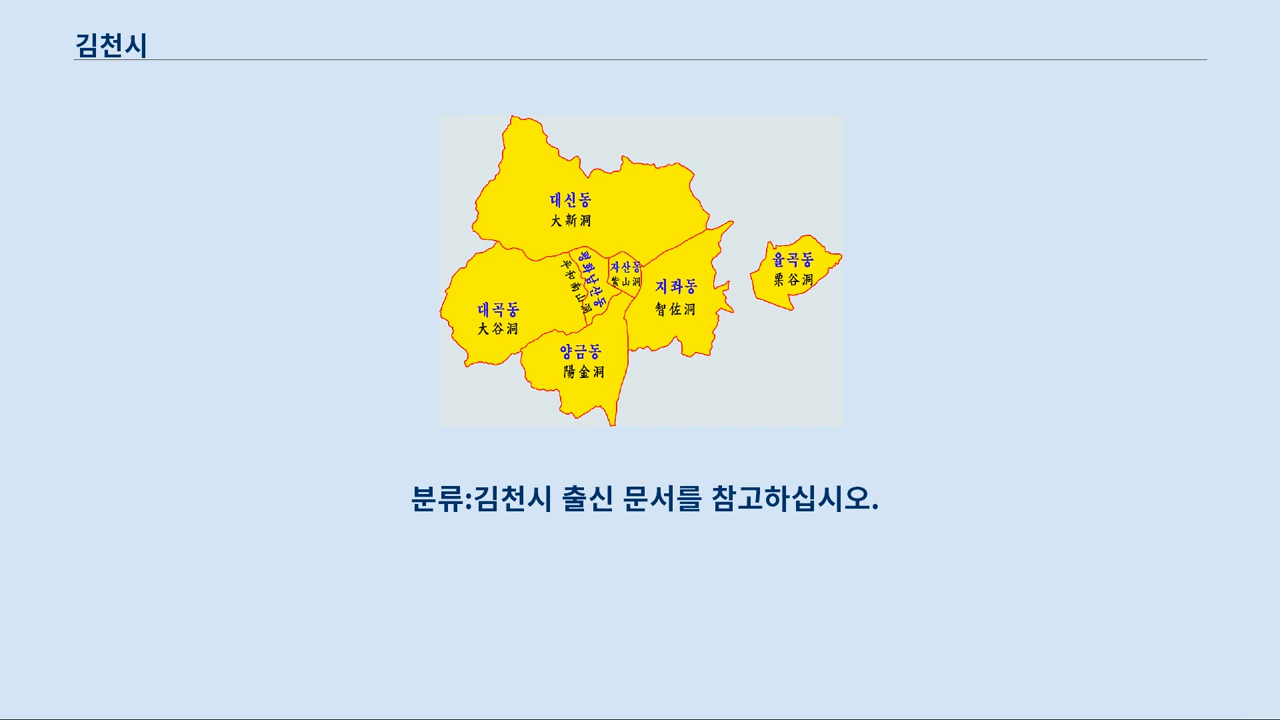 김천시
대신동
大新洞
평화남산동
平和南山洞
자산동
紫山洞
지좌동
智佐洞
율곡동
栗谷洞
대곡동
大谷洞
양금동
陽金洞
분류:김천시 출신 문서를 참고하십시오.